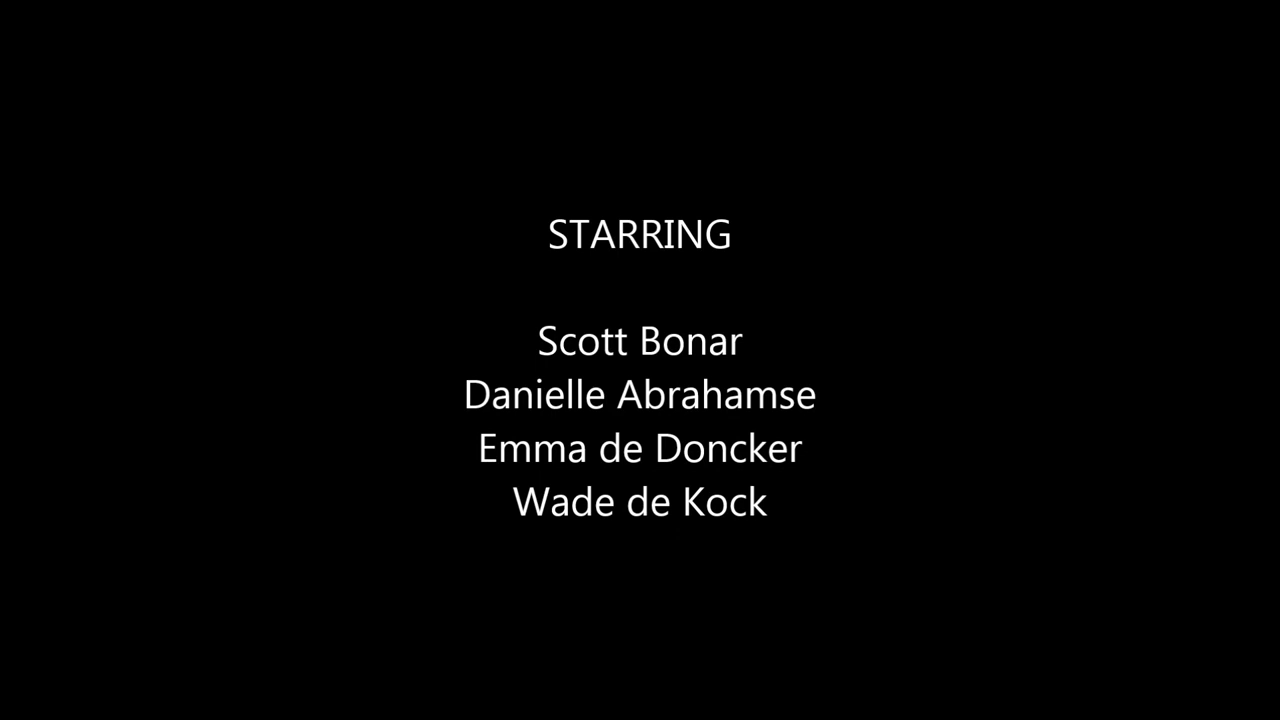 STARRING
Scott Bonar
Danielle Abrahamse
Emma de Doncker
Wade de Kock